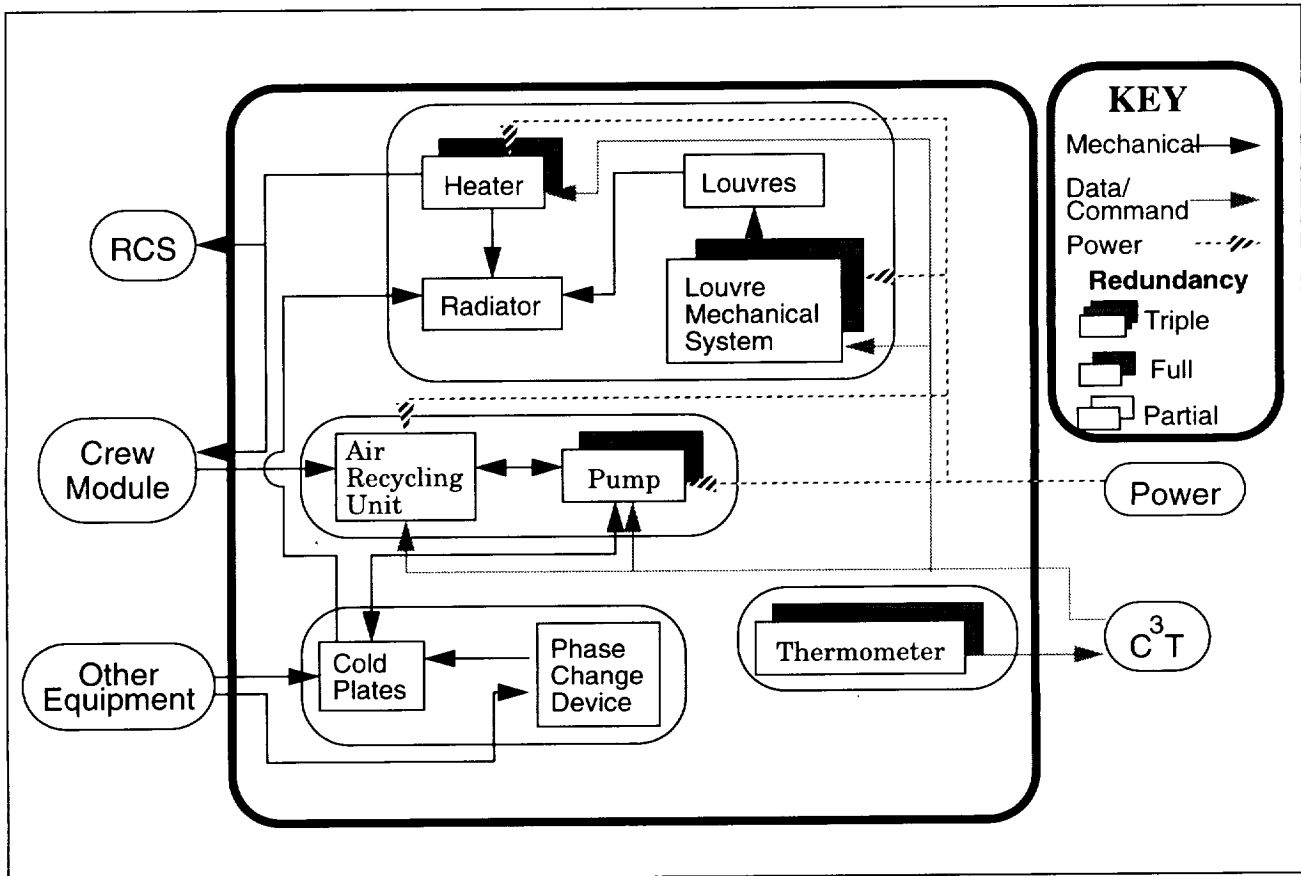 KEY
Mechanical
Data/
Command
Power
Redundancy
Triple
Full
Partial
Heater
Louvres
RCS
Radiator
Louvre
Mechanical
System
Crew
Module
Air
Recycling
Unit
Pump
Power
Other
Equipment
Cold
Plates
Phase
Change
Device
Thermometer
C³T